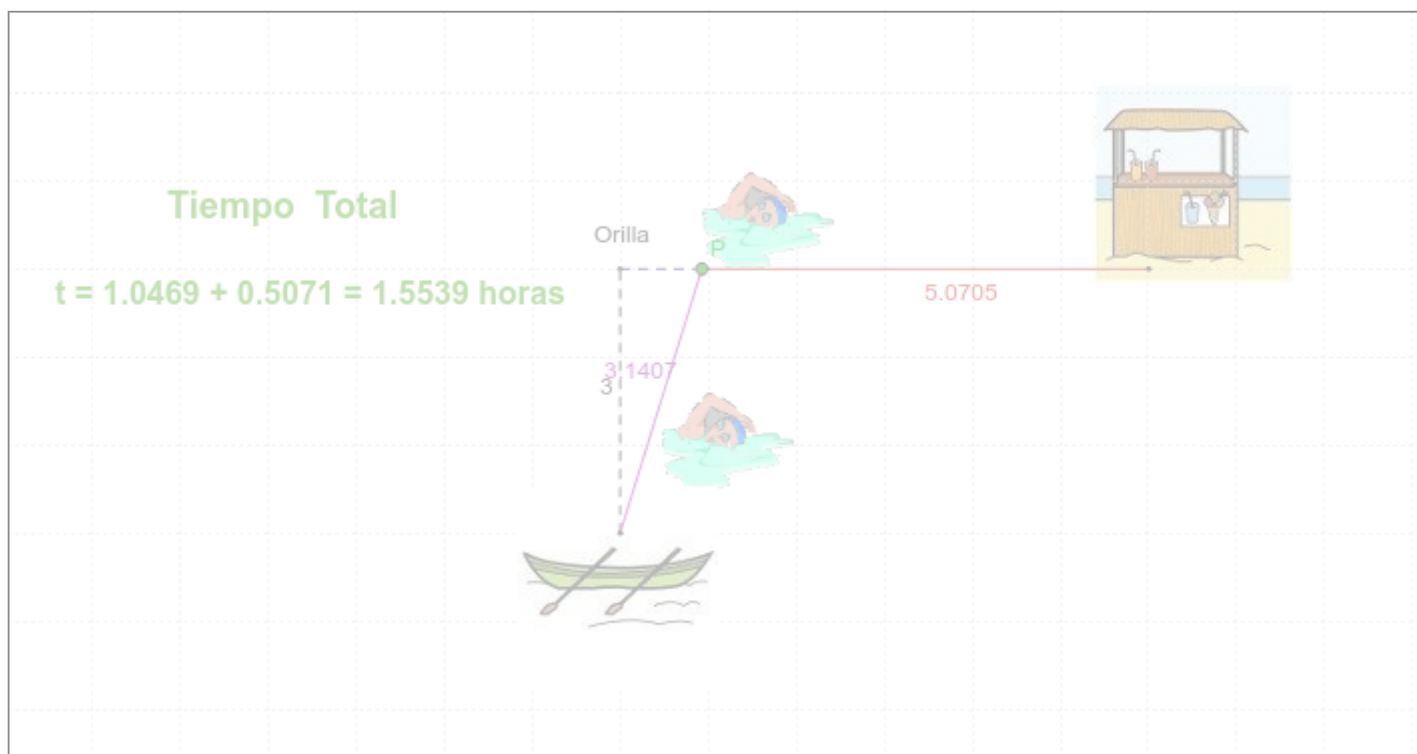 Tiempo Total
Orilla
P
t = 1.0469 + 0.5071 = 1.5539 horas
5.0705
3.1407
3